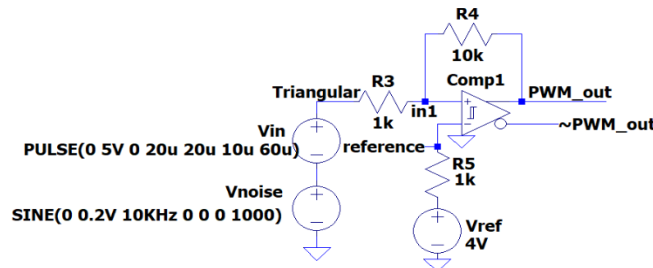 R4
10k
Triangular
R3
Comp1
PWM_out
in1
1k
~PWM_out
Vin
PULSE(0 5V 0 20u 20u 10u 60u)
reference
R5
1k
Vnoise
SINE(0 0.2V 10KHz 0 0 0 1000)
Vref
4V